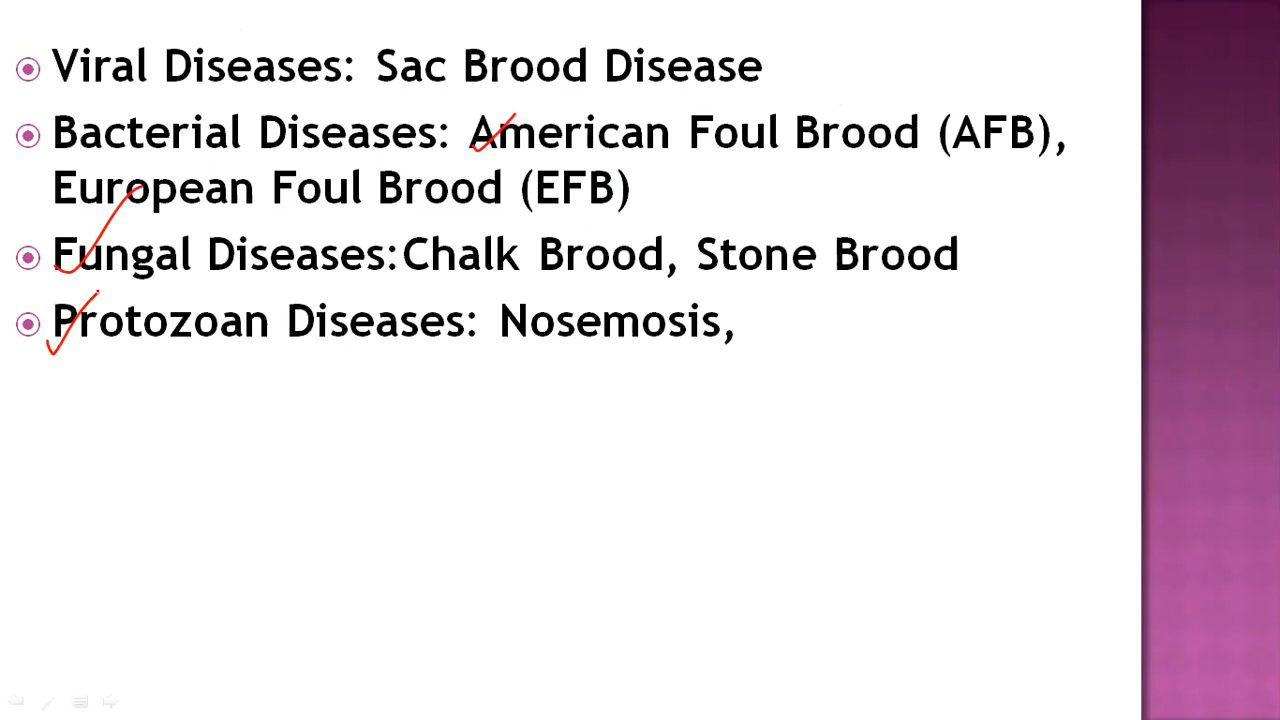 Viral Diseases: Sac Brood Disease
Bacterial Diseases: American Foul Brood (AFB),
European Foul Brood (EFB)
Fungal Diseases:Chalk Brood, Stone Brood
Protozoan Diseases: Nosemosis,